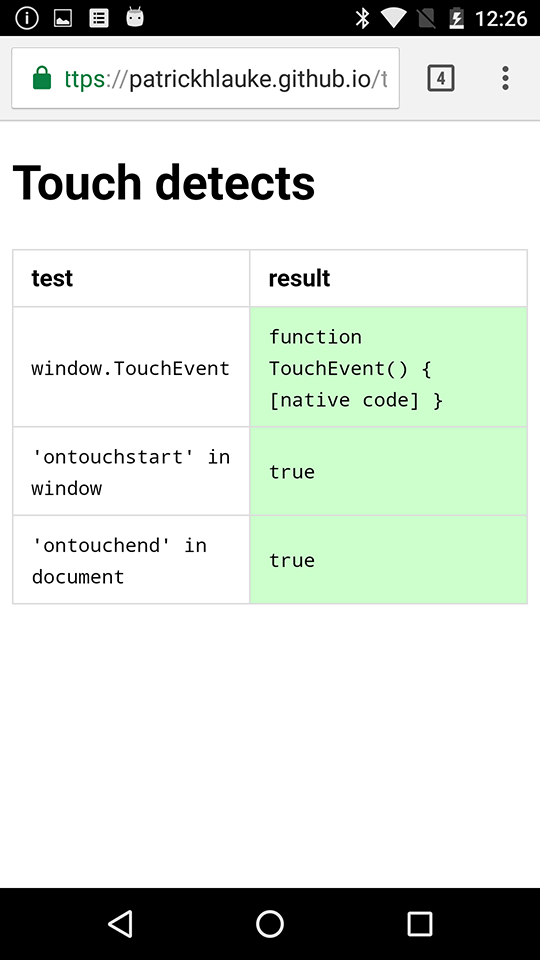 12:26
ttps://patrickhlauke.github.io/t
4
Touch detects
test
result
window.TouchEvent
function
TouchEvent() {
[native code] }
'ontouchstart' in
window
true
'ontouchend' in
document
true